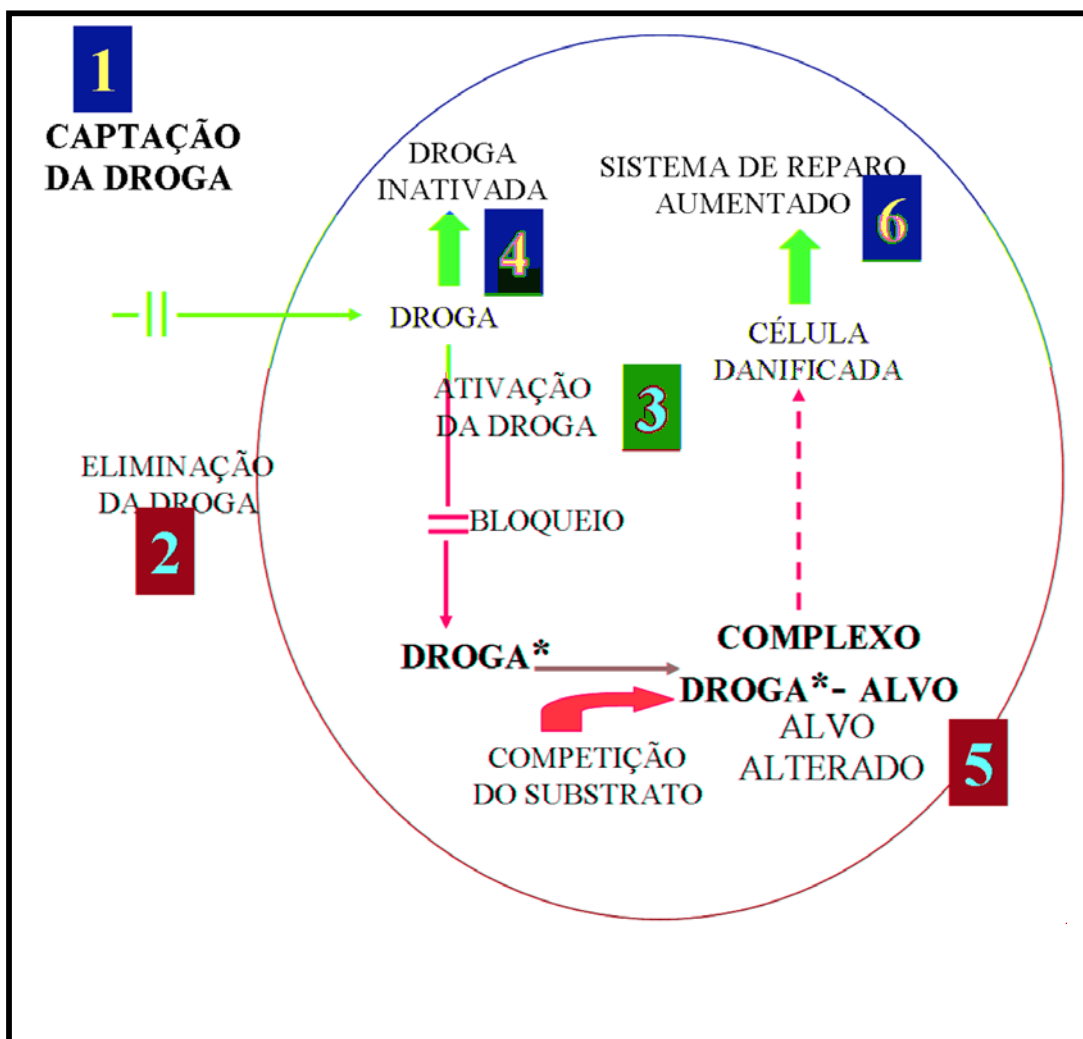 1
CAPTAÇÃO
DA DROGA
DROGA
INATIVADA
4
SISTEMA DE REPARO
AUMENTADO
6
DROGA
CÉLULA
DANIFICADA
ATIVAÇÃO
DA DROGA
3
ELIMINAÇÃO
DA DROGA
2
BLOQUEIO
DROGA*
COMPLEXO
DROGA*- ALVO
ALVO
ALTERADO
5
COMPETIÇÃO
DO SUBSTRATO